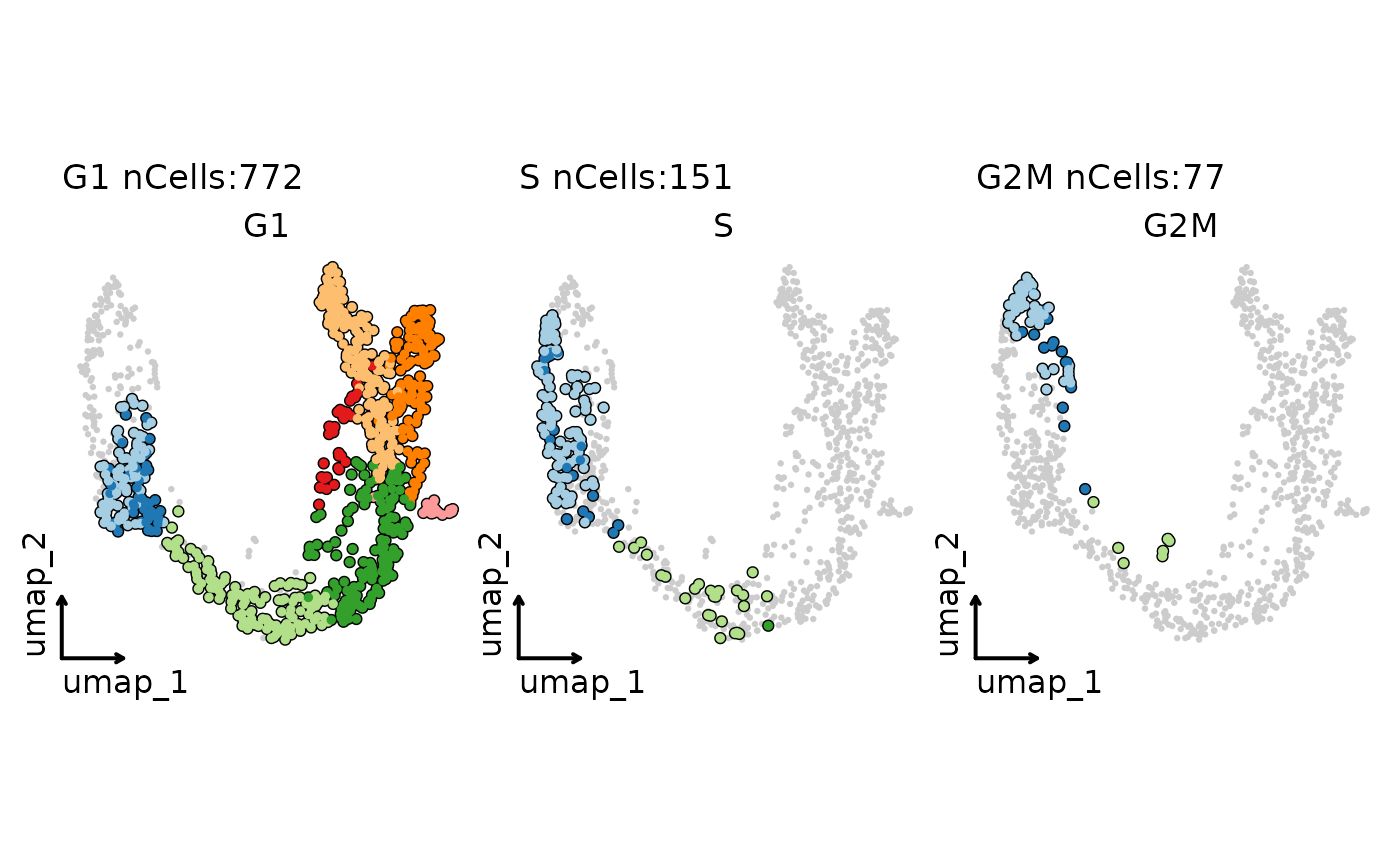 G1 nCells:772
G1
umap_2
umap_1
S nCells:151
S
umap_2
umap_1
G2M nCells:77
G2M
umap_2
umap_1